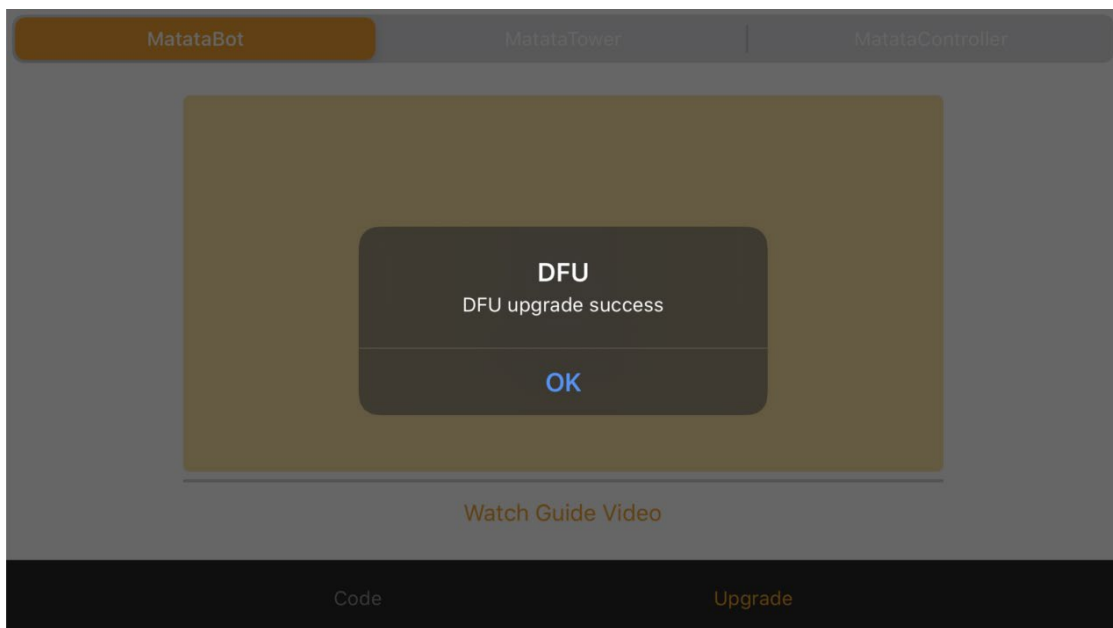 MatataBot
MatataTower
MatataController
DFU
DFU upgrade success
OK
Watch Guide Video
Code
Upgrade